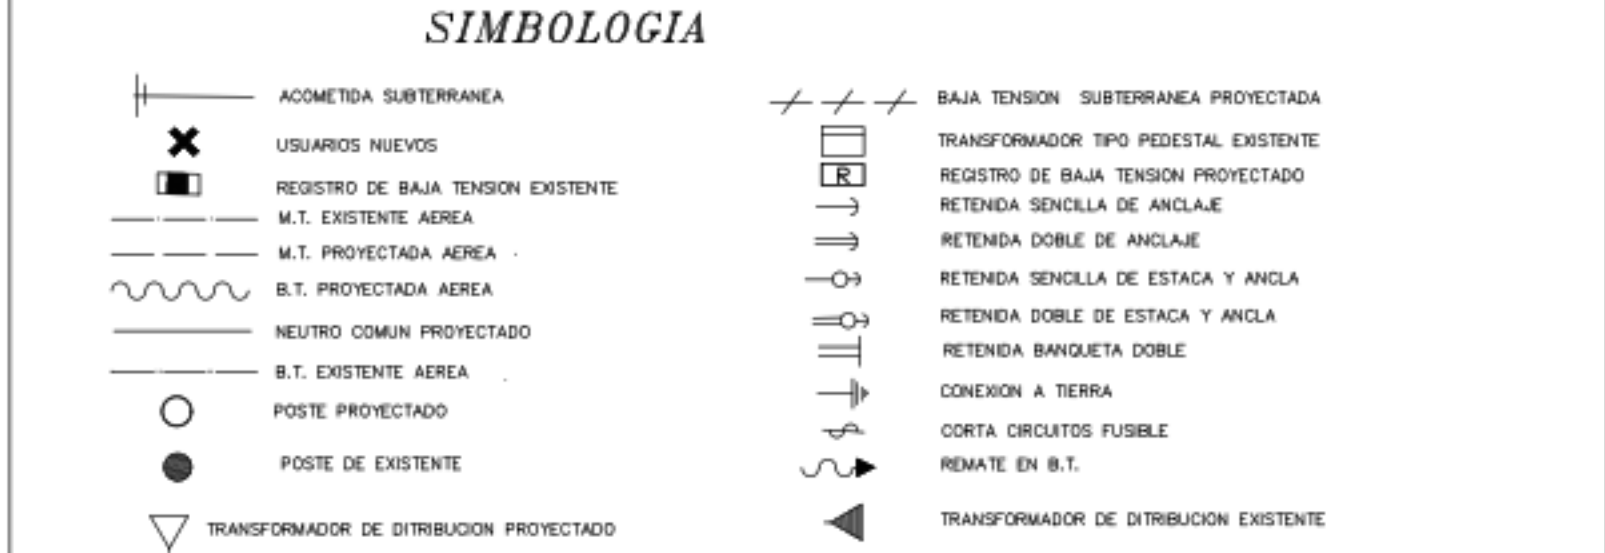 SIMBOLOGIA
ACOMETIDA SUBTERRANEA
USUARIOS NUEVOS
REGISTRO DE BAJA TENSION EXISTENTE
M.T. EXISTENTE AEREA
M.T. PROYECTADA AEREA
B.T. PROYECTADA AEREA
NEUTRO COMUN PROYECTADO
B.T. EXISTENTE AEREA
POSTE PROYECTADO
POSTE DE EXISTENTE
TRANSFORMADOR DE DITRIBUCION PROYECTADO
BAJA TENSION SUBTERRANEA PROYECTADA
TRANSFORMADOR TIPO PEDESTAL EXISTENTE
R REGISTRO DE BAJA TENSION PROYECTADO
RETENIDA SENCILLA DE ANCLAJE
RETENIDA DOBLE DE ANCLAJE
RETENIDA SENCILLA DE ESTACA Y ANCLA
RETENIDA DOBLE DE ESTACA Y ANCLA
RETENIDA BANQUETA DOBLE
CONEXION A TIERRA
CORTA CIRCUITOS FUSIBLE
REMATE EN B.T.
TRANSFORMADOR DE DITRIBUCION EXISTENTE